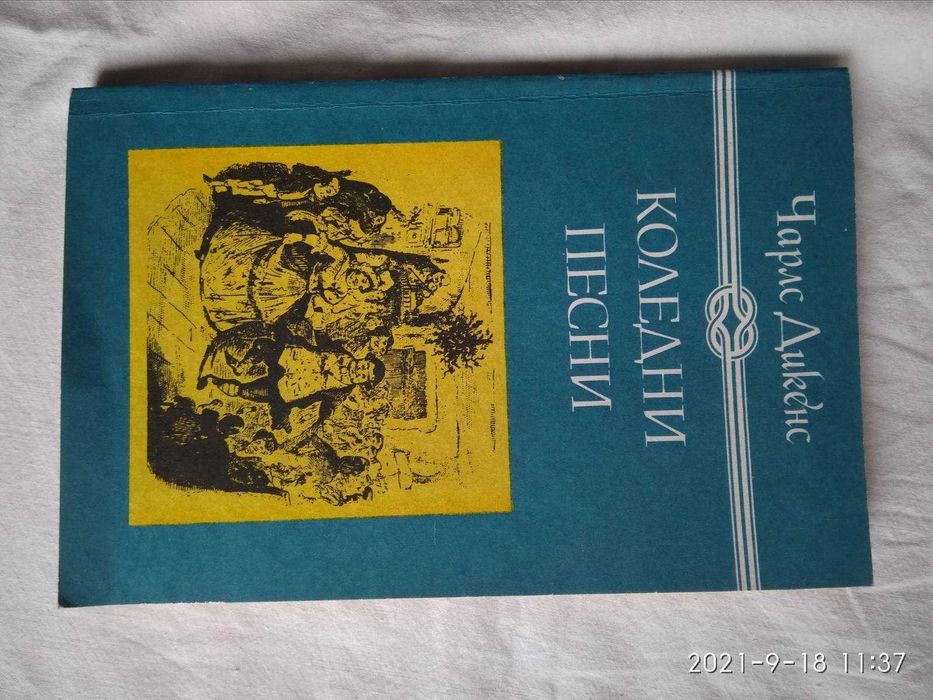 Чарлс Дикенс
КОЛЕДНИ
ПЕСНИ
2021-9-18 11:37